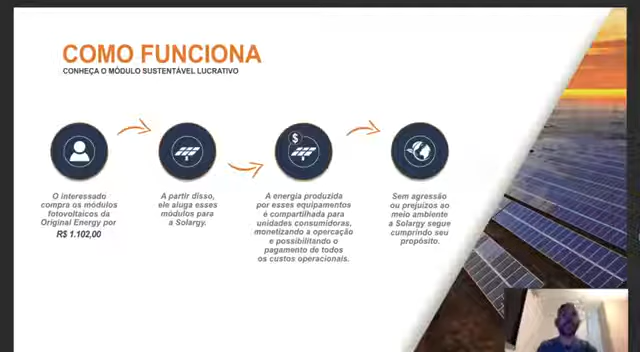 COMO FUNCIONA
CONHEÇA O MÓDULO SUSTENTÁVEL LUCRATIVO
O interessado
compra os módulos
fotovoltaicos da
Original Energy por
R$ 1.102,00
A partir disso,
ele aluga esses
módulos para
a Solargy.
$
A energia produzida
por esses equipamentos
é compartilhada para
unidades consumidoras,
monetizando a opercação
e possibilitando o
pagamento de todos
os custos operacionais.
Sem agressão
ou prejuízos ao
meio ambiente
a Solargy segue
cumprindo seu
propósito.